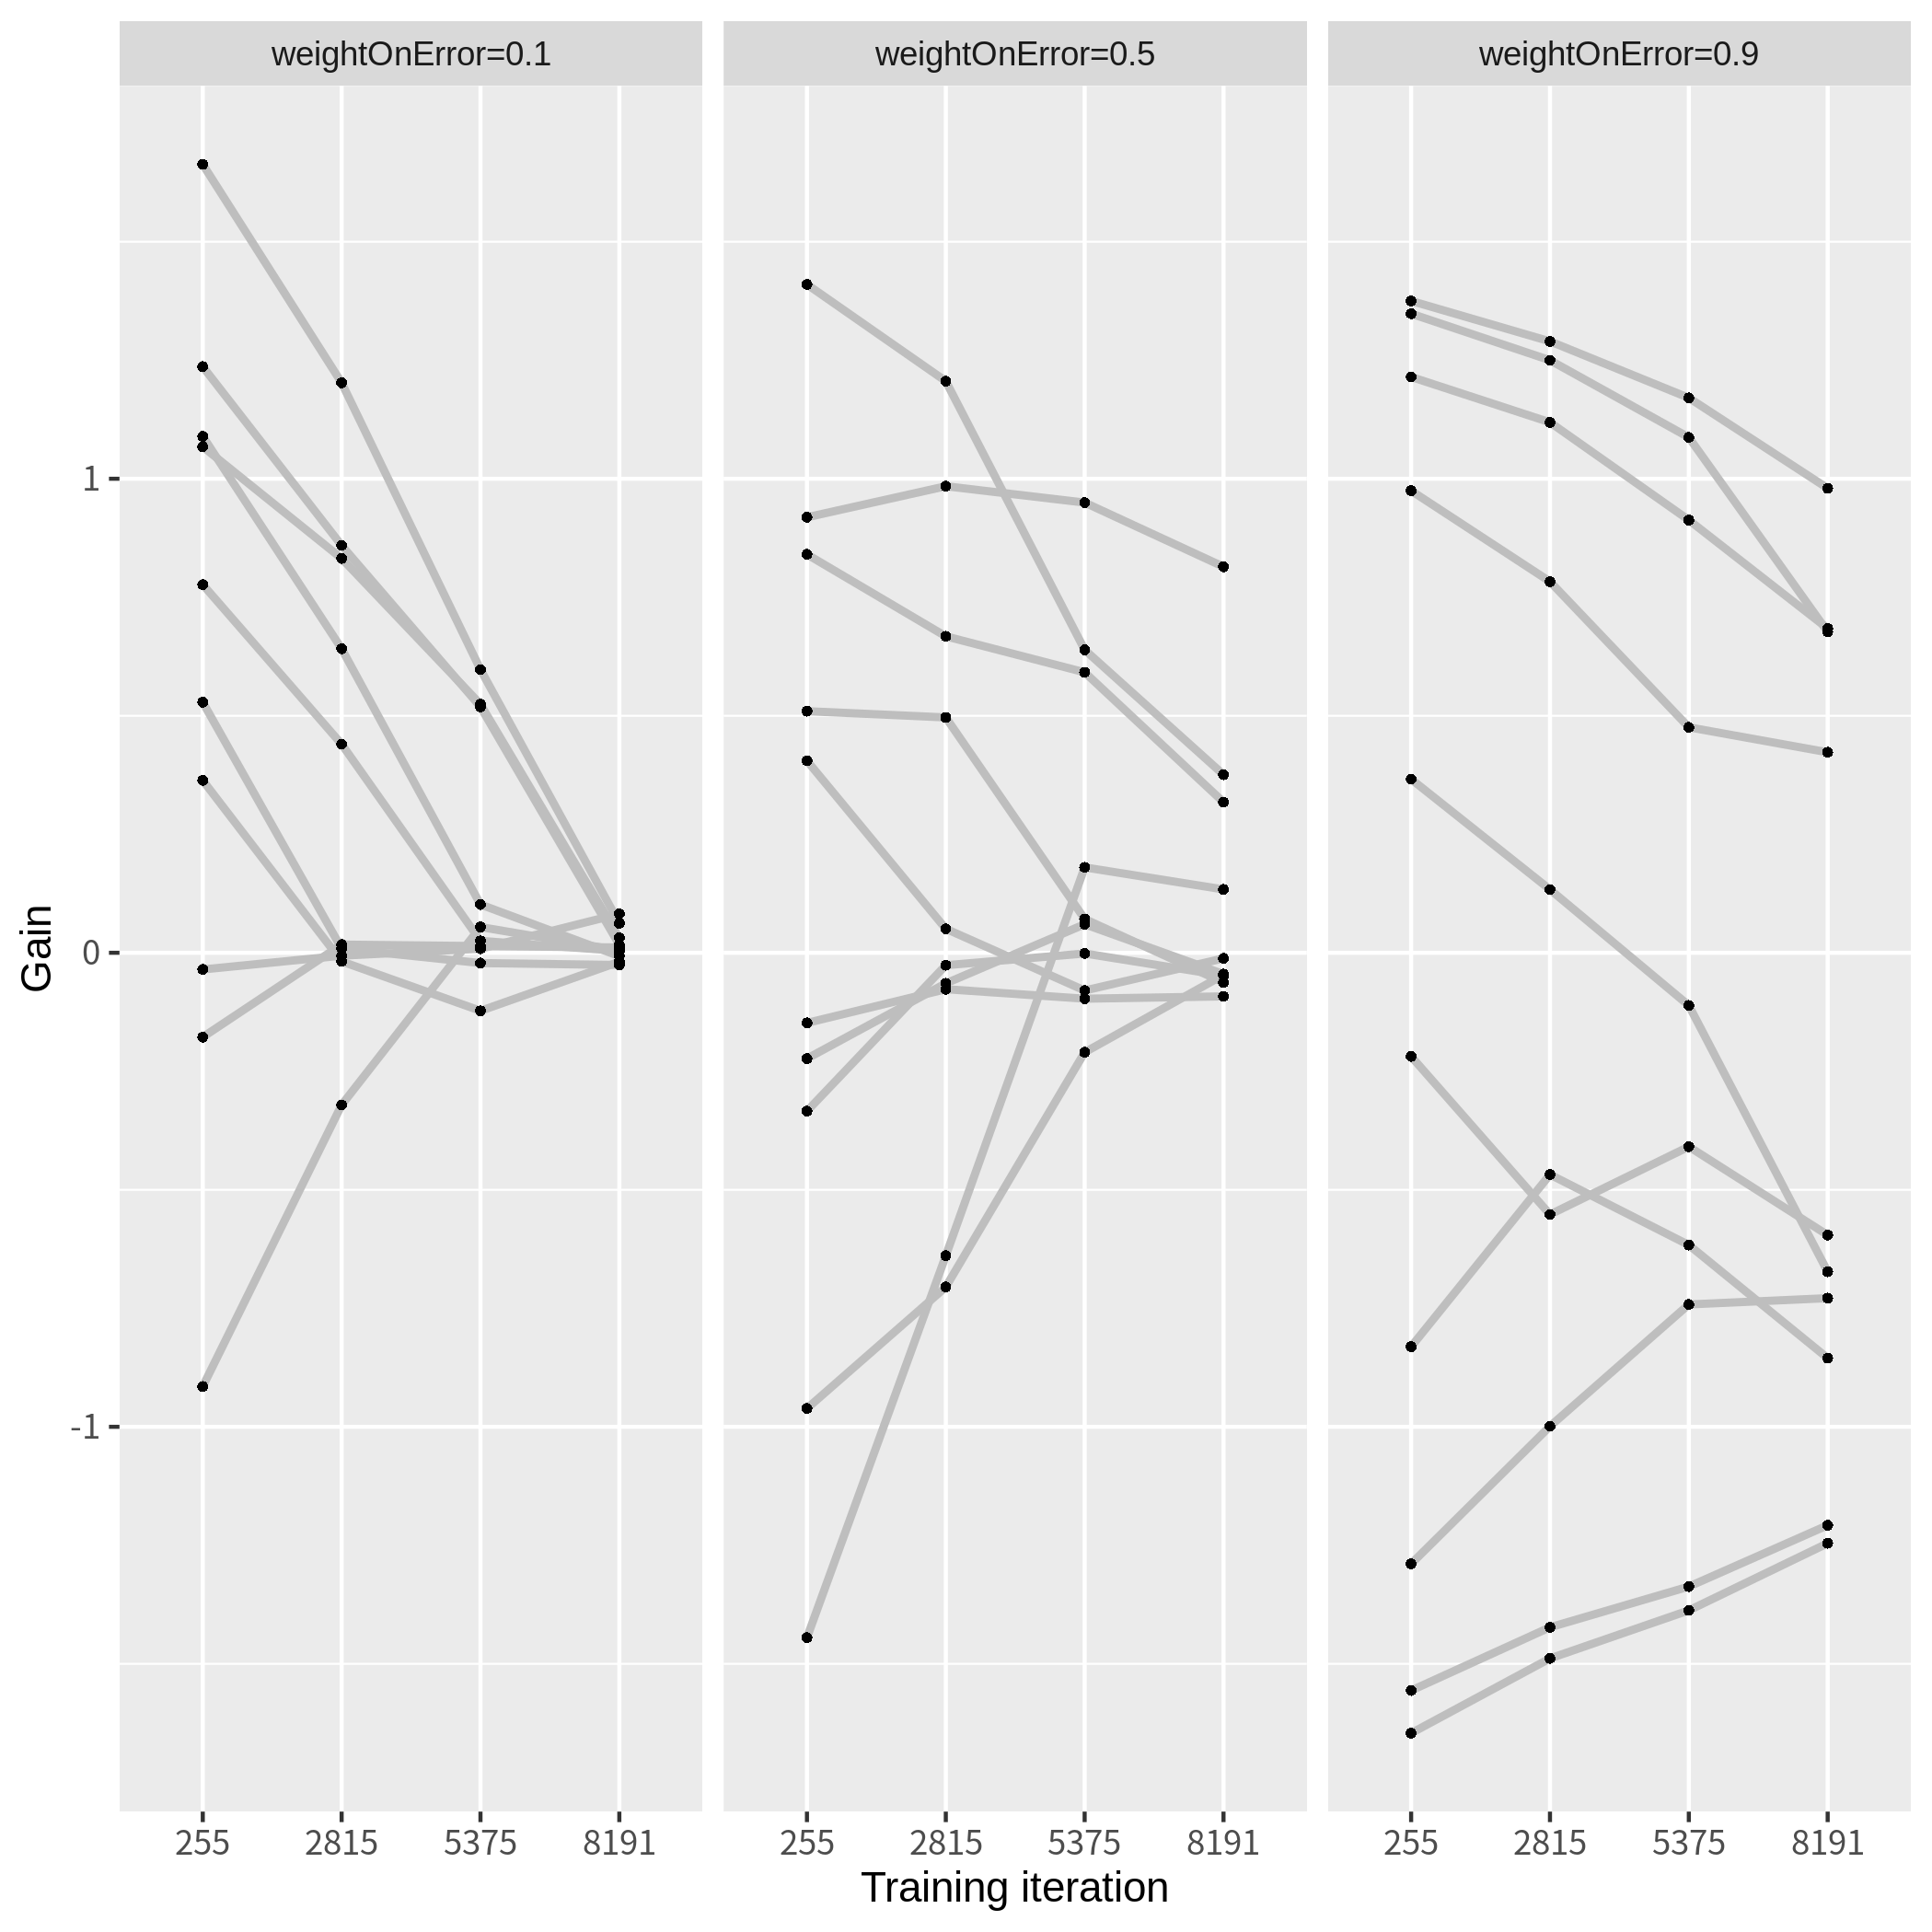 weightOnError=0.1 weightOnError=0.5 weightOnError=0.9
1
0
-1
Gain
255 2815 5375 8191 255 2815 5375 8191 255 2815 5375 8191
Training iteration